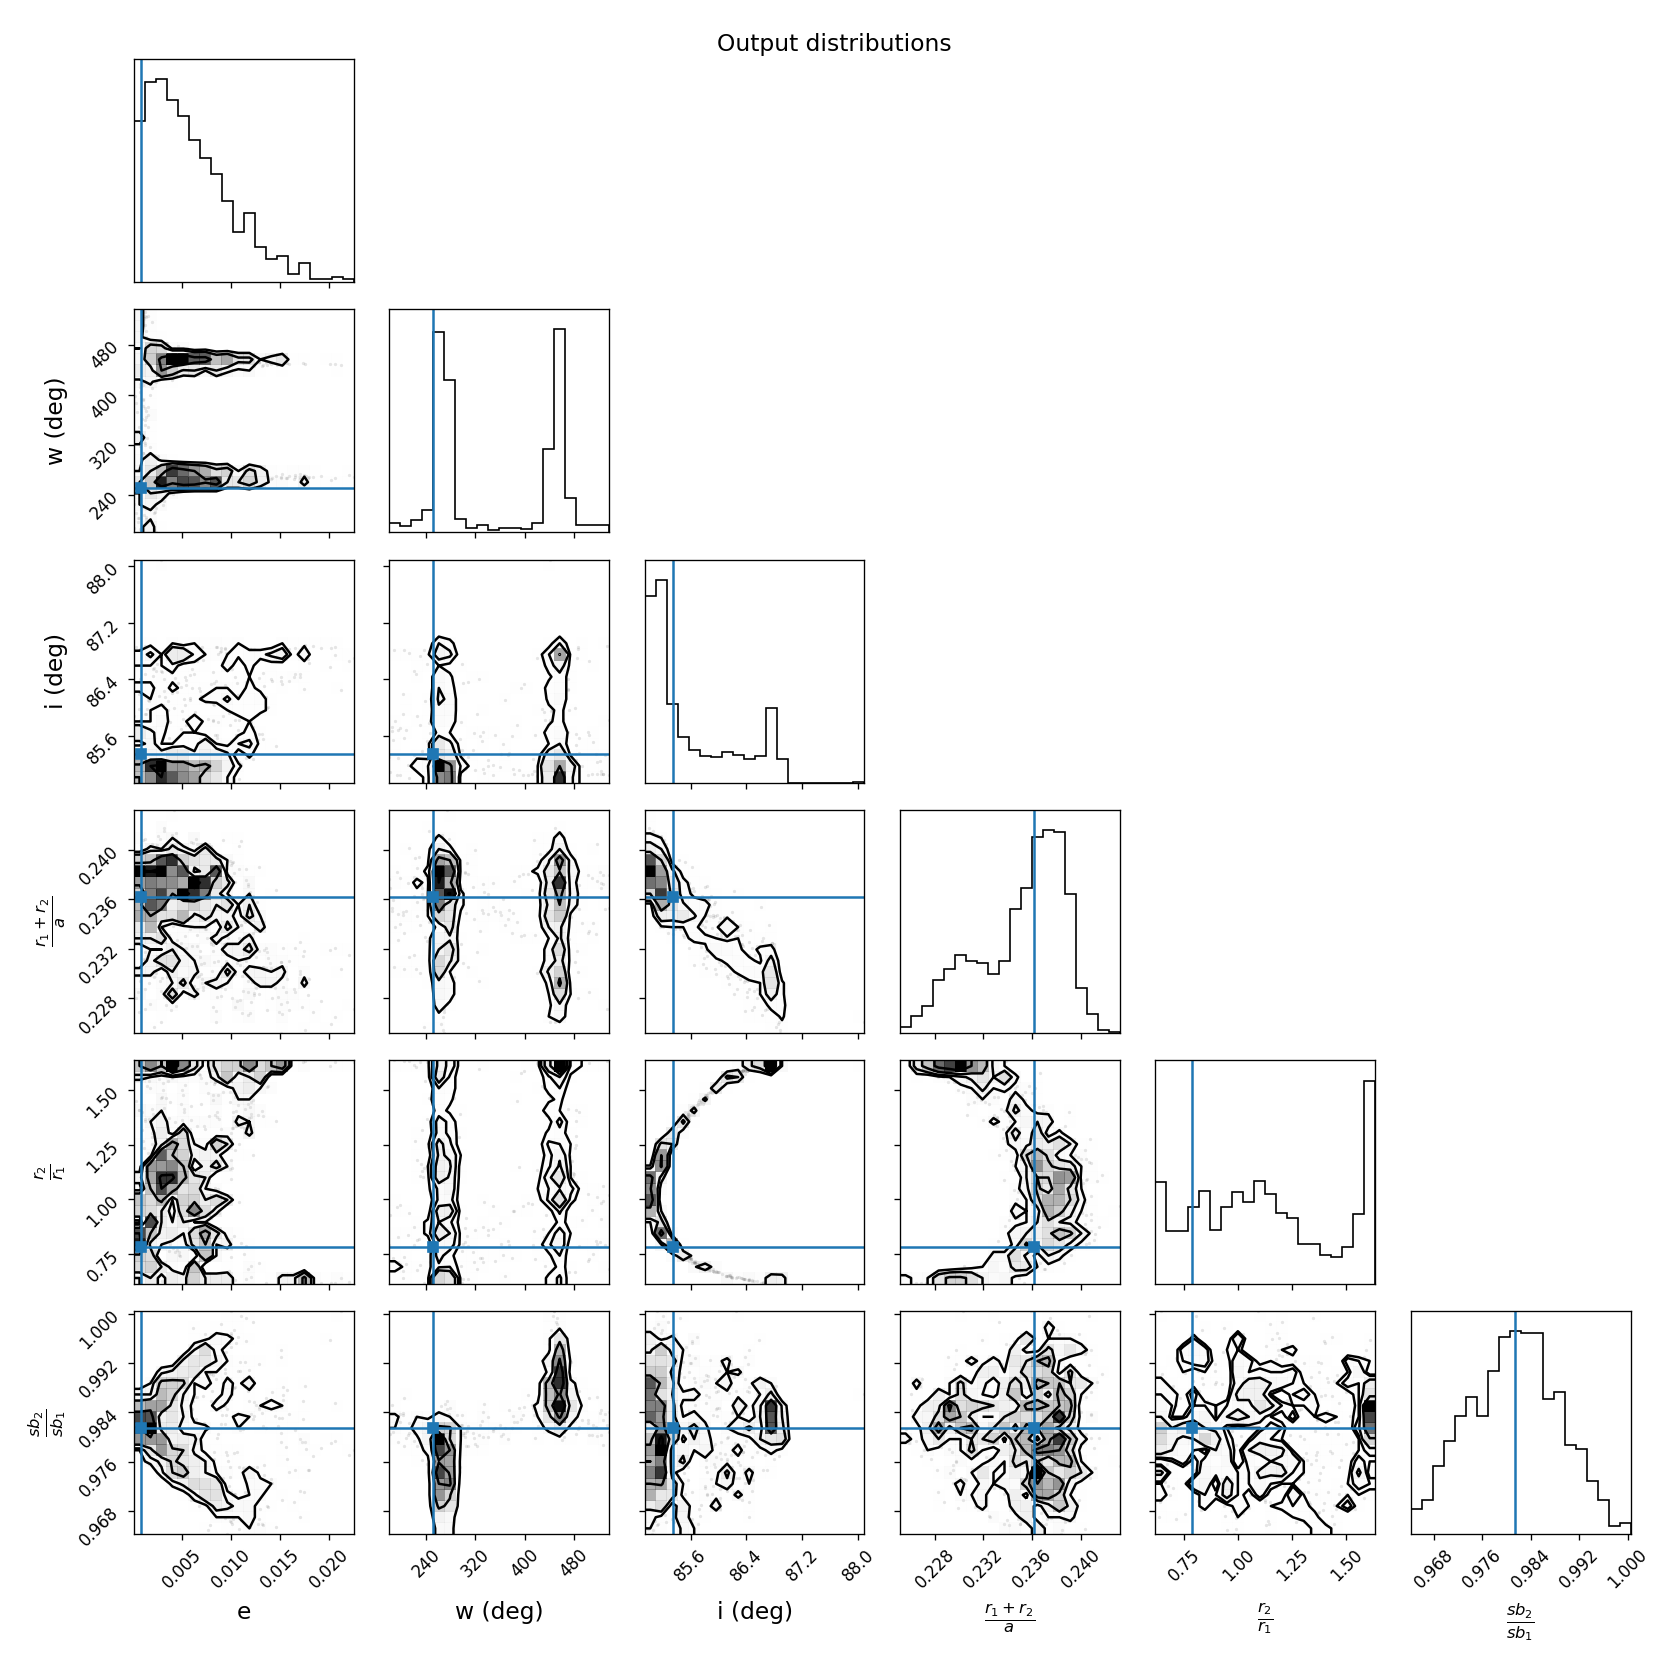 Output distributions
w (deg)
480
400
320
240
i (deg)
88.0
87.2
86.4
85.6
r₁ + r₂
a
0.240
0.236
0.232
0.228
r₂
r₁
1.50
1.25
1.00
0.75
sb₂
sb₁
1.000
0.992
0.984
0.976
0.968
0.005 0.010 0.015 0.020
e
240 320 400 480
w (deg)
85.6 86.4 87.2 88.0
i (deg)
0.228 0.232 0.236 0.240
r₁ + r₂
a
0.75 1.00 1.25 1.50
r₂
r₁
0.968 0.976 0.984 0.992 1.000
sb₂
sb₁